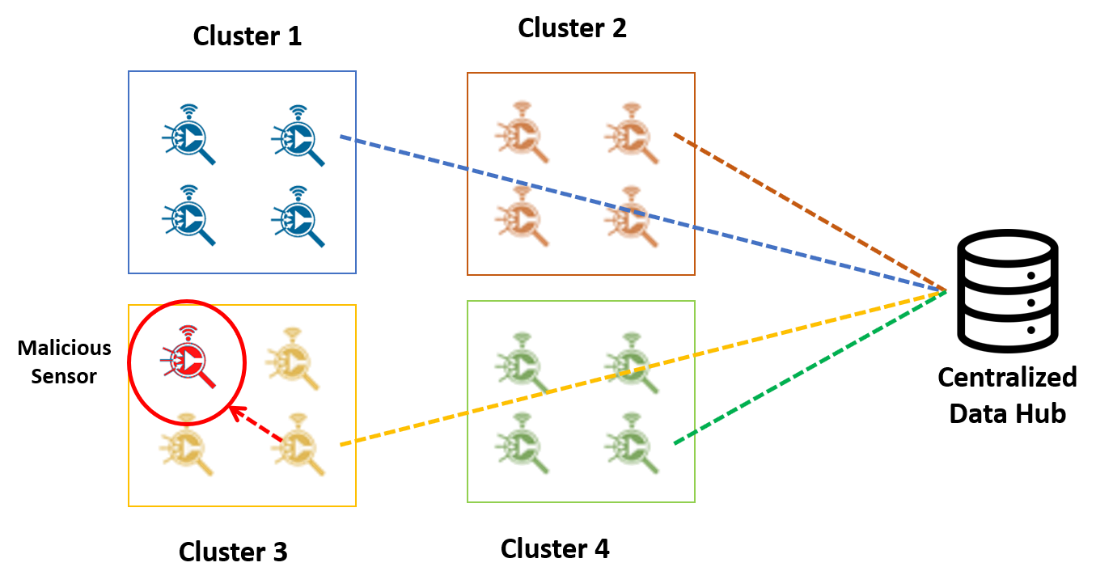 Cluster 1
Cluster 2
Malicious
Sensor
Centralized
Data Hub
Cluster 3
Cluster 4